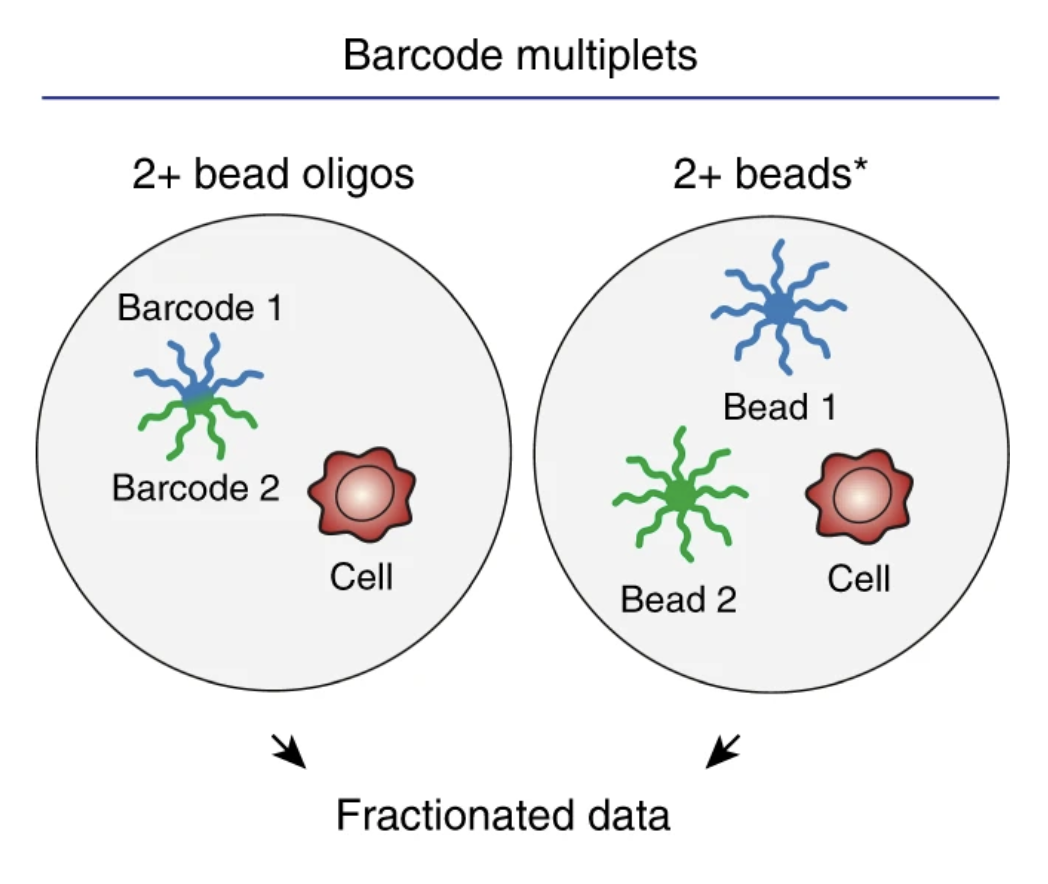 Barcode multiplets
2+ bead oligos
2+ beads*
Barcode 1
Barcode 2
Cell
Bead 1
Bead 2
Cell
Fractionated data